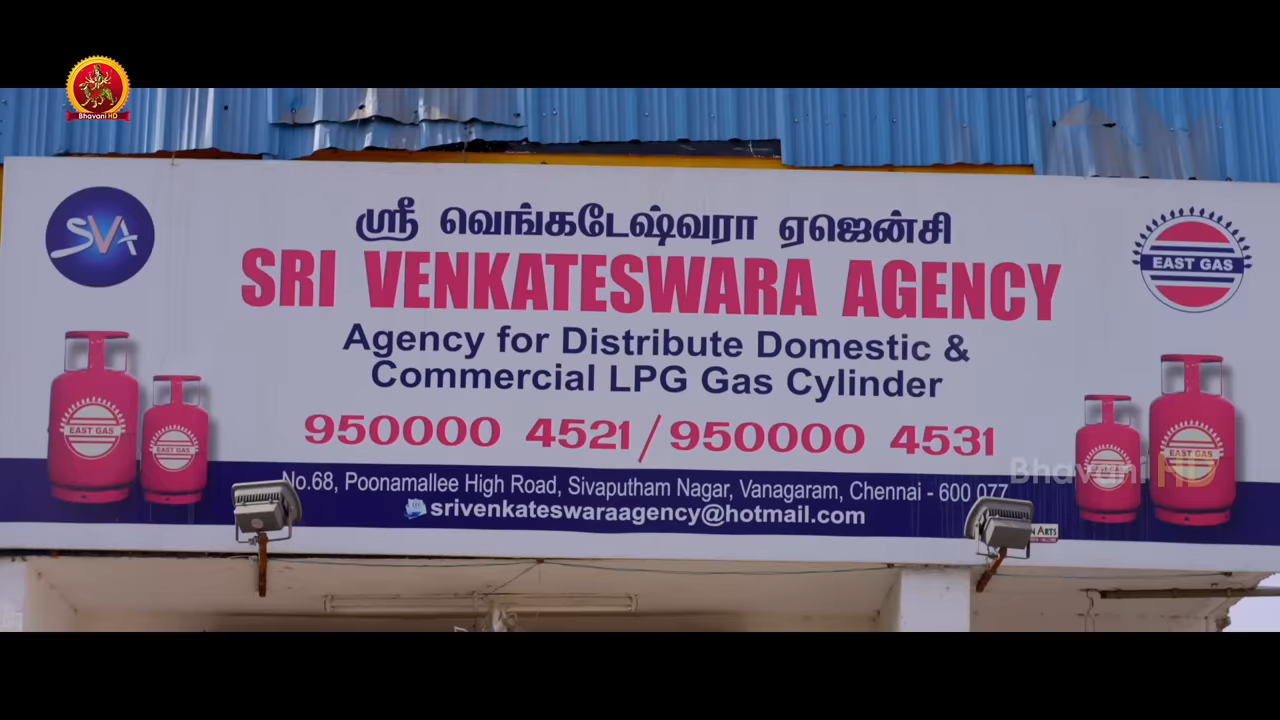 Bhavani HD
SVA
ஸ்ரீ வெங்கடேஷ்வரா ஏஜென்சி
EAST GAS
SRI VENKATESWARA AGENCY
Agency for Distribute Domestic &
Commercial LPG Gas Cylinder
950000 4521 / 950000 4531
EAST GAS
EAST GAS
EAST GAS
EAST GAS
Bhavani HD
No.68, Poonamallee High Road, Sivaputham Nagar, Vanagaram, Chennai - 600 077
srivenkateswaraagency@hotmail.com
ARTS